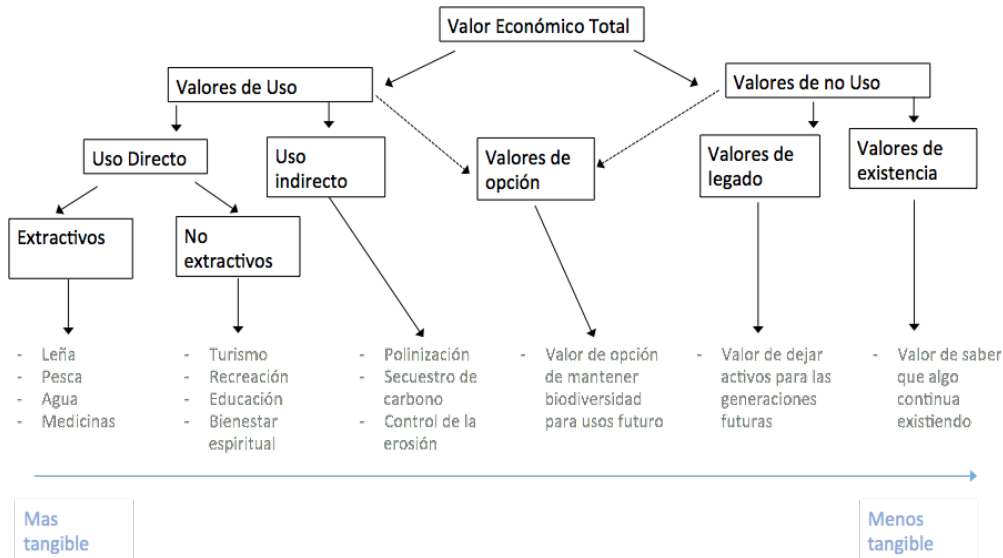 Valor Económico Total
Valores de Uso
Valores de no Uso
Uso Directo
Uso
indirecto
Valores de
opción
Valores de
legado
Valores de
existencia
Extractivos
No
extractivos
- Leña
- Pesca
- Agua
- Medicinas
- Turismo
- Recreación
- Educación
- Bienestar
espiritual
- Polinización
- Secuestro de
carbono
- Control de la
erosión
- Valor de opción
de mantener
biodiversidad
para usos futuro
- Valor de dejar
activos para las
generaciones
futuras
- Valor de saber
que algo
continua
existiendo
Mas
tangible
Menos
tangible